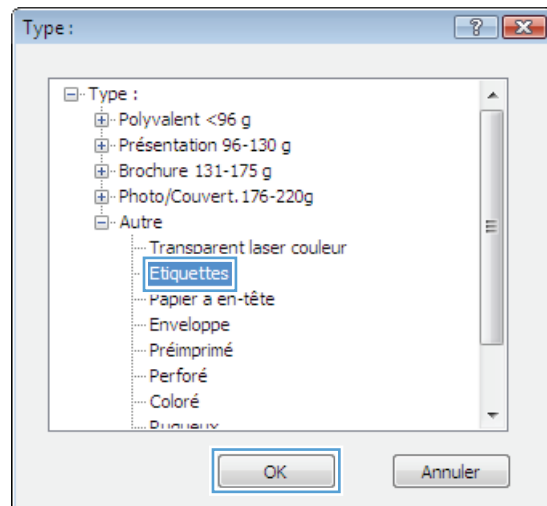 Type :
Type :
Polyvalent <96 g
Présentation 96-130 g
Brochure 131-175 g
Photo/Couvert. 176-220g
Autre
Transparent laser couleur
Etiquettes
Papier à en-tête
Enveloppe
Préimprimé
Perforé
Coloré
Rugueux
OK Annuler